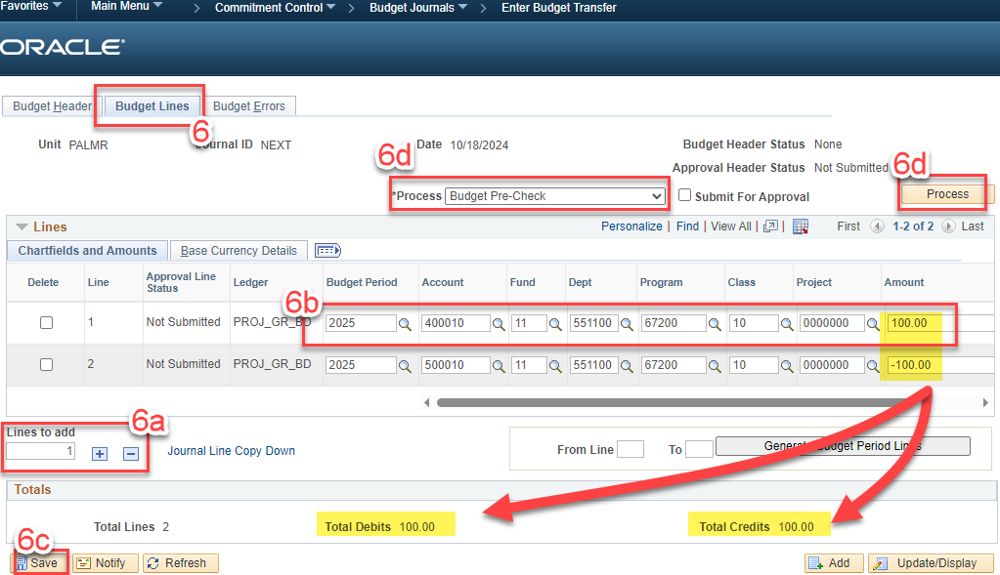 Favorites Main Menu > Commitment Control > Budget Journals > Enter Budget Transfer
ORACLE®
Budget Header Budget Lines Budget Errors
6
Unit PALMR Journal ID NEXT Date 10/18/2024 Budget Header Status None
6d
Approval Header Status Not Submitted
6d
*Process Budget Pre-Check Submit For Approval Process
Lines Personalize | Find | View All | First 1-2 of 2 Last
Chartfields and Amounts Base Currency Details
Delete Line Approval Line Status Ledger Budget Period Account Fund Dept Program Class Project Amount
6b
1 Not Submitted PROJ_GR_BD 2025 400010 11 551100 67200 10 0000000 100.00
2 Not Submitted PROJ_GR_BD 2025 500010 11 551100 67200 10 0000000 -100.00
6a
Lines to add
1 + − Journal Line Copy Down From Line To Generate Budget Period Lines
Totals
Total Lines 2 Total Debits 100.00 Total Credits 100.00
6c
Save Notify Refresh Add Update/Display